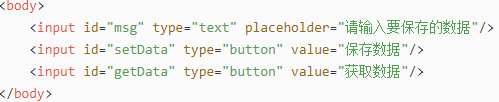 <body>
<input id="msg" type="text" placeholder="请输入要保存的数据"/>
<input id="setData" type="button" value="保存数据"/>
<input id="getData" type="button" value="获取数据"/>
</body>